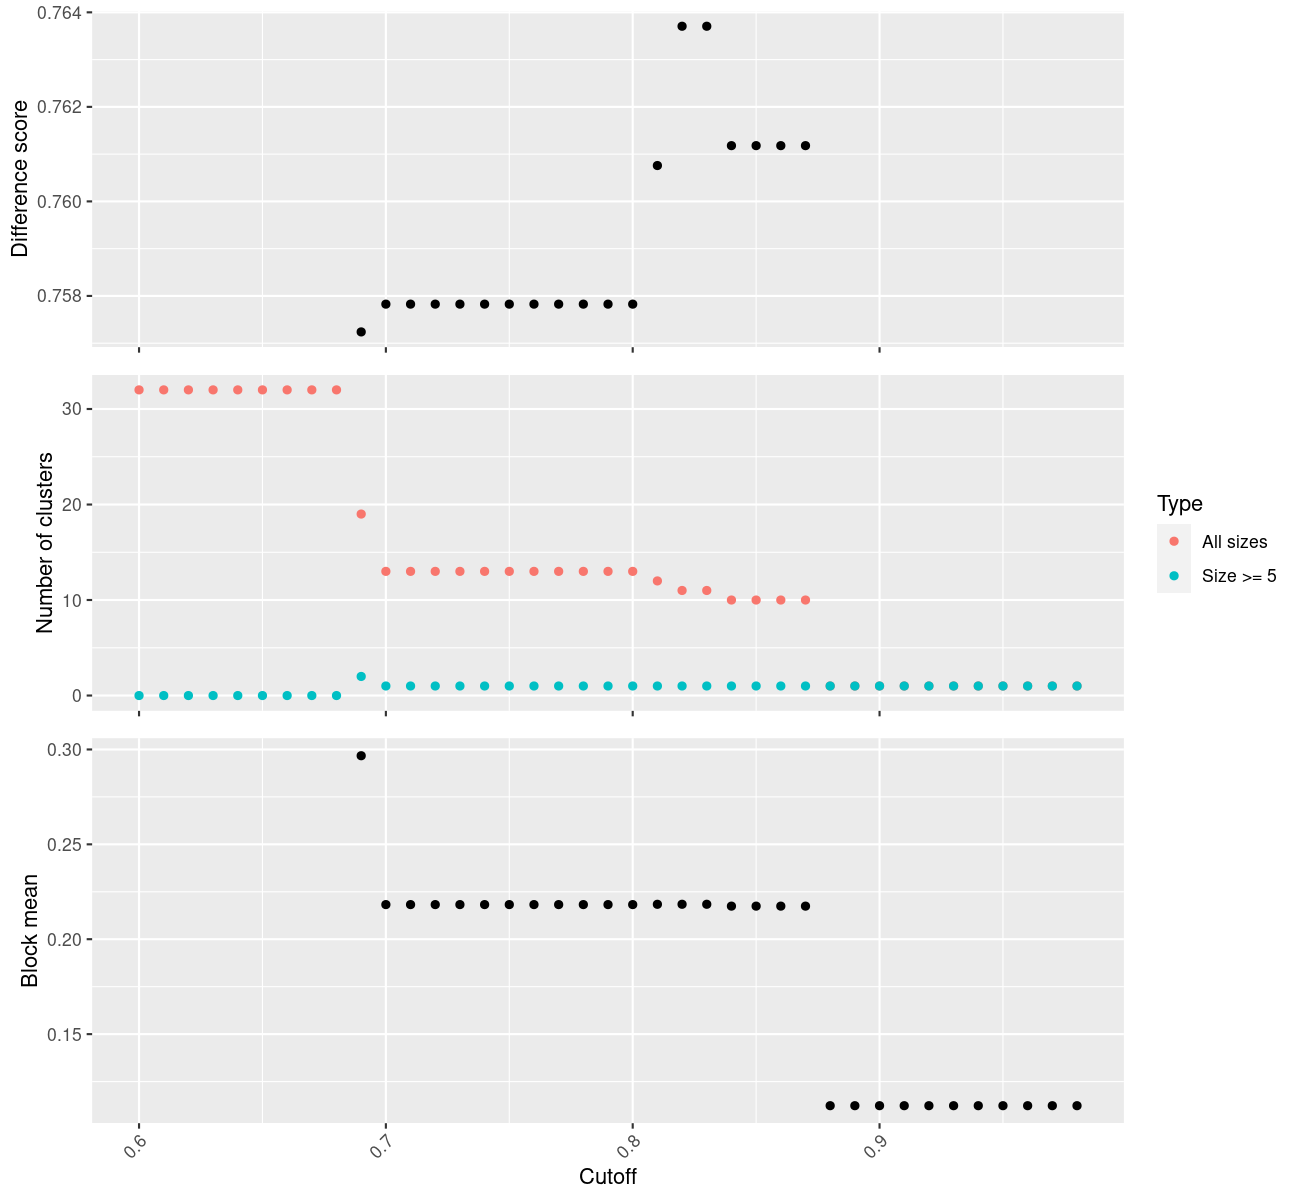 0.764
0.762
0.760
0.758
Difference score
30
20
10
0
Number of clusters
Type
All sizes
Size >= 5
0.30
0.25
0.20
0.15
Block mean
0.6
0.7
0.8
0.9
Cutoff